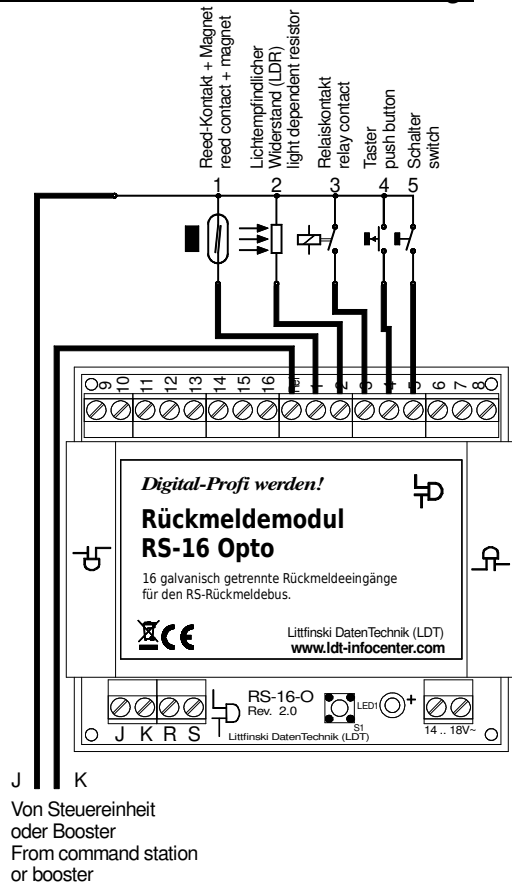 Reed-Kontakt + Magnet
reed contact + magnet
Lichtempfindlicher
Widerstand (LDR)
light dependent resistor
Relaiskontakt
relay contact
Taster
push button
Schalter
switch
1 2 3 4 5
9 10 11 12 13 14 15 16 1 2 3 4 5 6 7 8
Digital-Profi werden!
Rückmeldemodul
RS-16 Opto
16 galvanisch getrennte Rückmeldeeingänge
für den RS-Rückmeldebus.
CE
Littfinski DatenTechnik (LDT)
www.ldt-infocenter.com
J K R S
RS-16-O
Rev. 2.0
Littfinski DatenTechnik (LDT)
S1
LED1
+
14 .. 18V~
J K
Von Steuereinheit
oder Booster
From command station
or booster